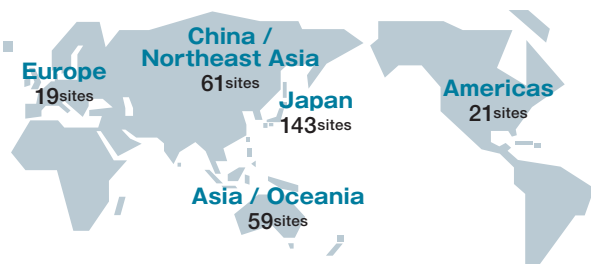 China /
Northeast Asia
61sites
Europe
19sites
Japan
143sites
Americas
21sites
Asia / Oceania
59sites